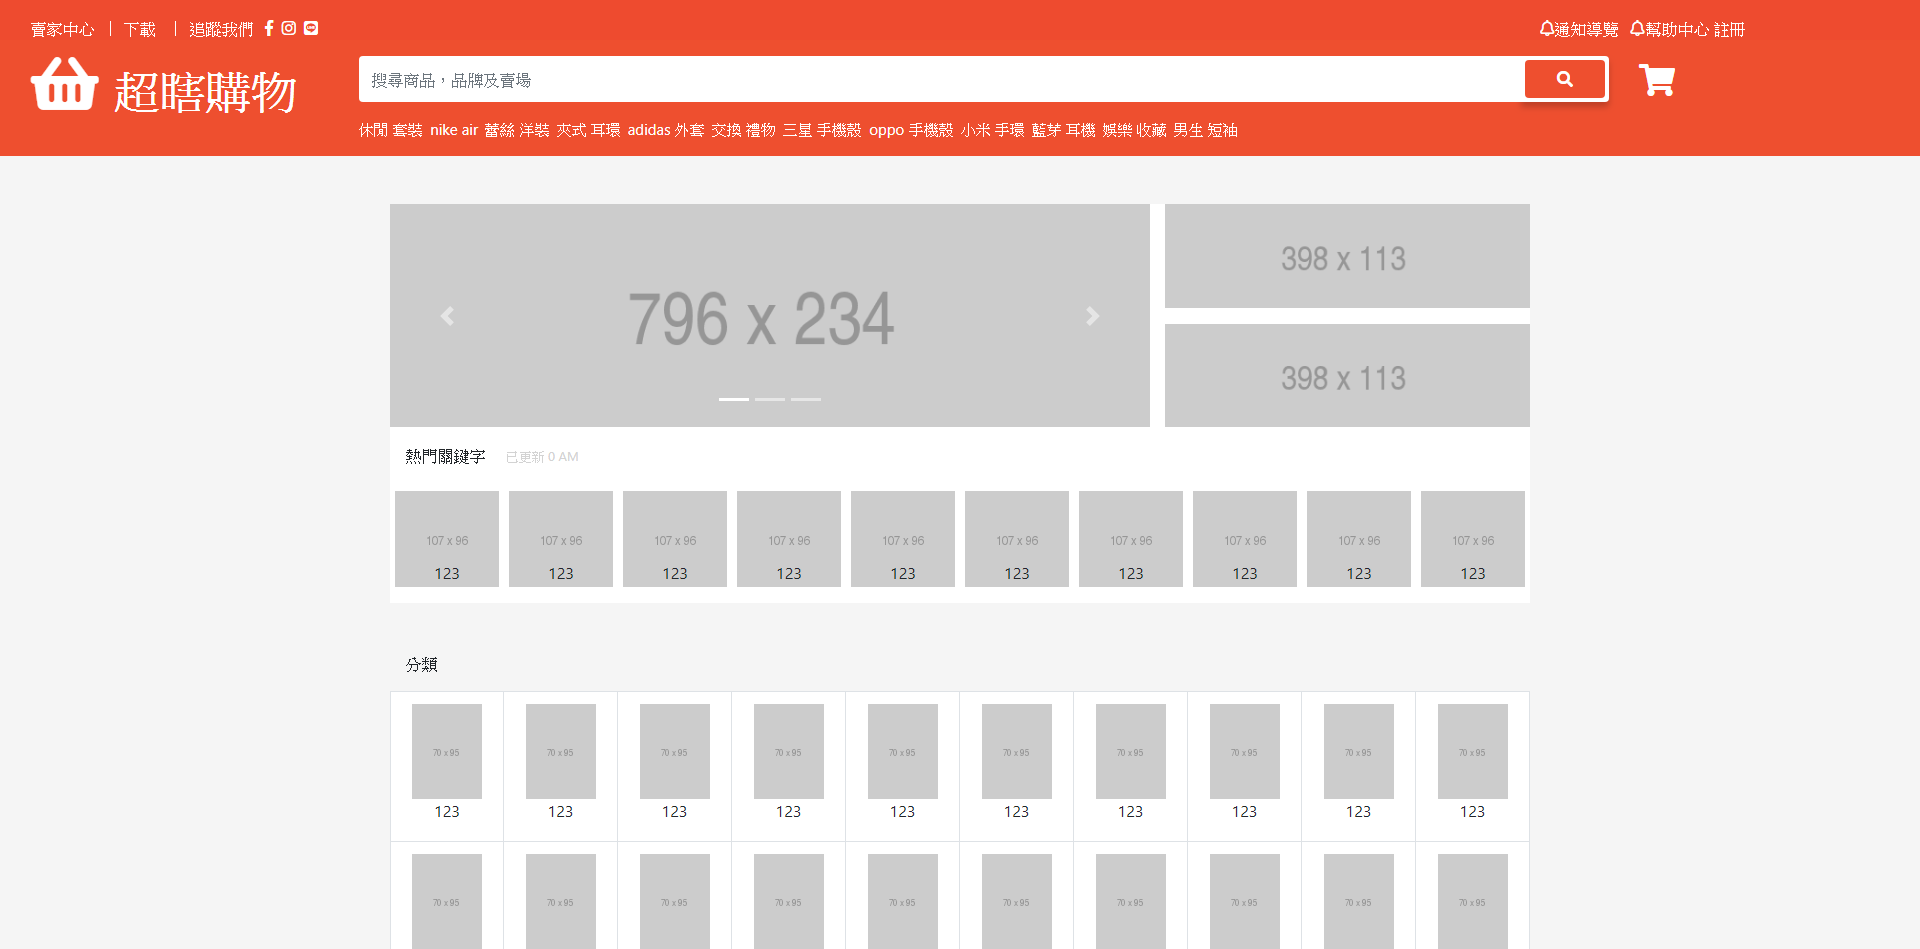 賣家中心 | 下載 | 追蹤我們
通知導覽 幫助中心 註冊
超瞎購物
搜尋商品，品牌及賣場
休閒 套裝 nike air 蕾絲 洋裝 夾式 耳環 adidas 外套 交換 禮物 三星 手機殼 oppo 手機殼 小米 手環 藍芽 耳機 娛樂 收藏 男生 短袖
796 x 234
398 x 113
398 x 113
熱門關鍵字 已更新 0 AM
107 x 96 107 x 96 107 x 96 107 x 96 107 x 96 107 x 96 107 x 96 107 x 96 107 x 96 107 x 96
123 123 123 123 123 123 123 123 123 123
分類
70 x 95 70 x 95 70 x 95 70 x 95 70 x 95 70 x 95 70 x 95 70 x 95 70 x 95 70 x 95
123 123 123 123 123 123 123 123 123 123
70 x 95 70 x 95 70 x 95 70 x 95 70 x 95 70 x 95 70 x 95 70 x 95 70 x 95 70 x 95